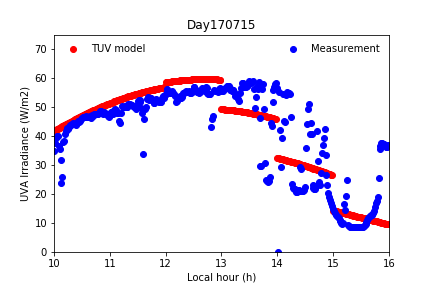 Day170715
TUV model
Measurement
UVA Irradiance (W/m2)
70
60
50
40
30
20
10
0
10 11 12 13 14 15 16
Local hour (h)